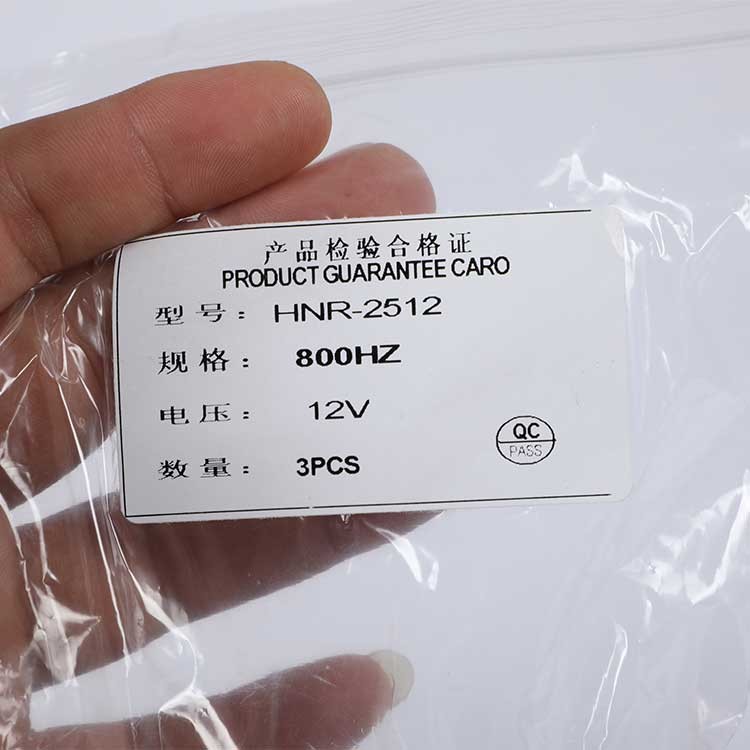 产品检验合格证
PRODUCT GUARANTEE CARO
型号： HNR-2512
规格： 800HZ
电压： 12V
数量： 3PCS
QC
PASS